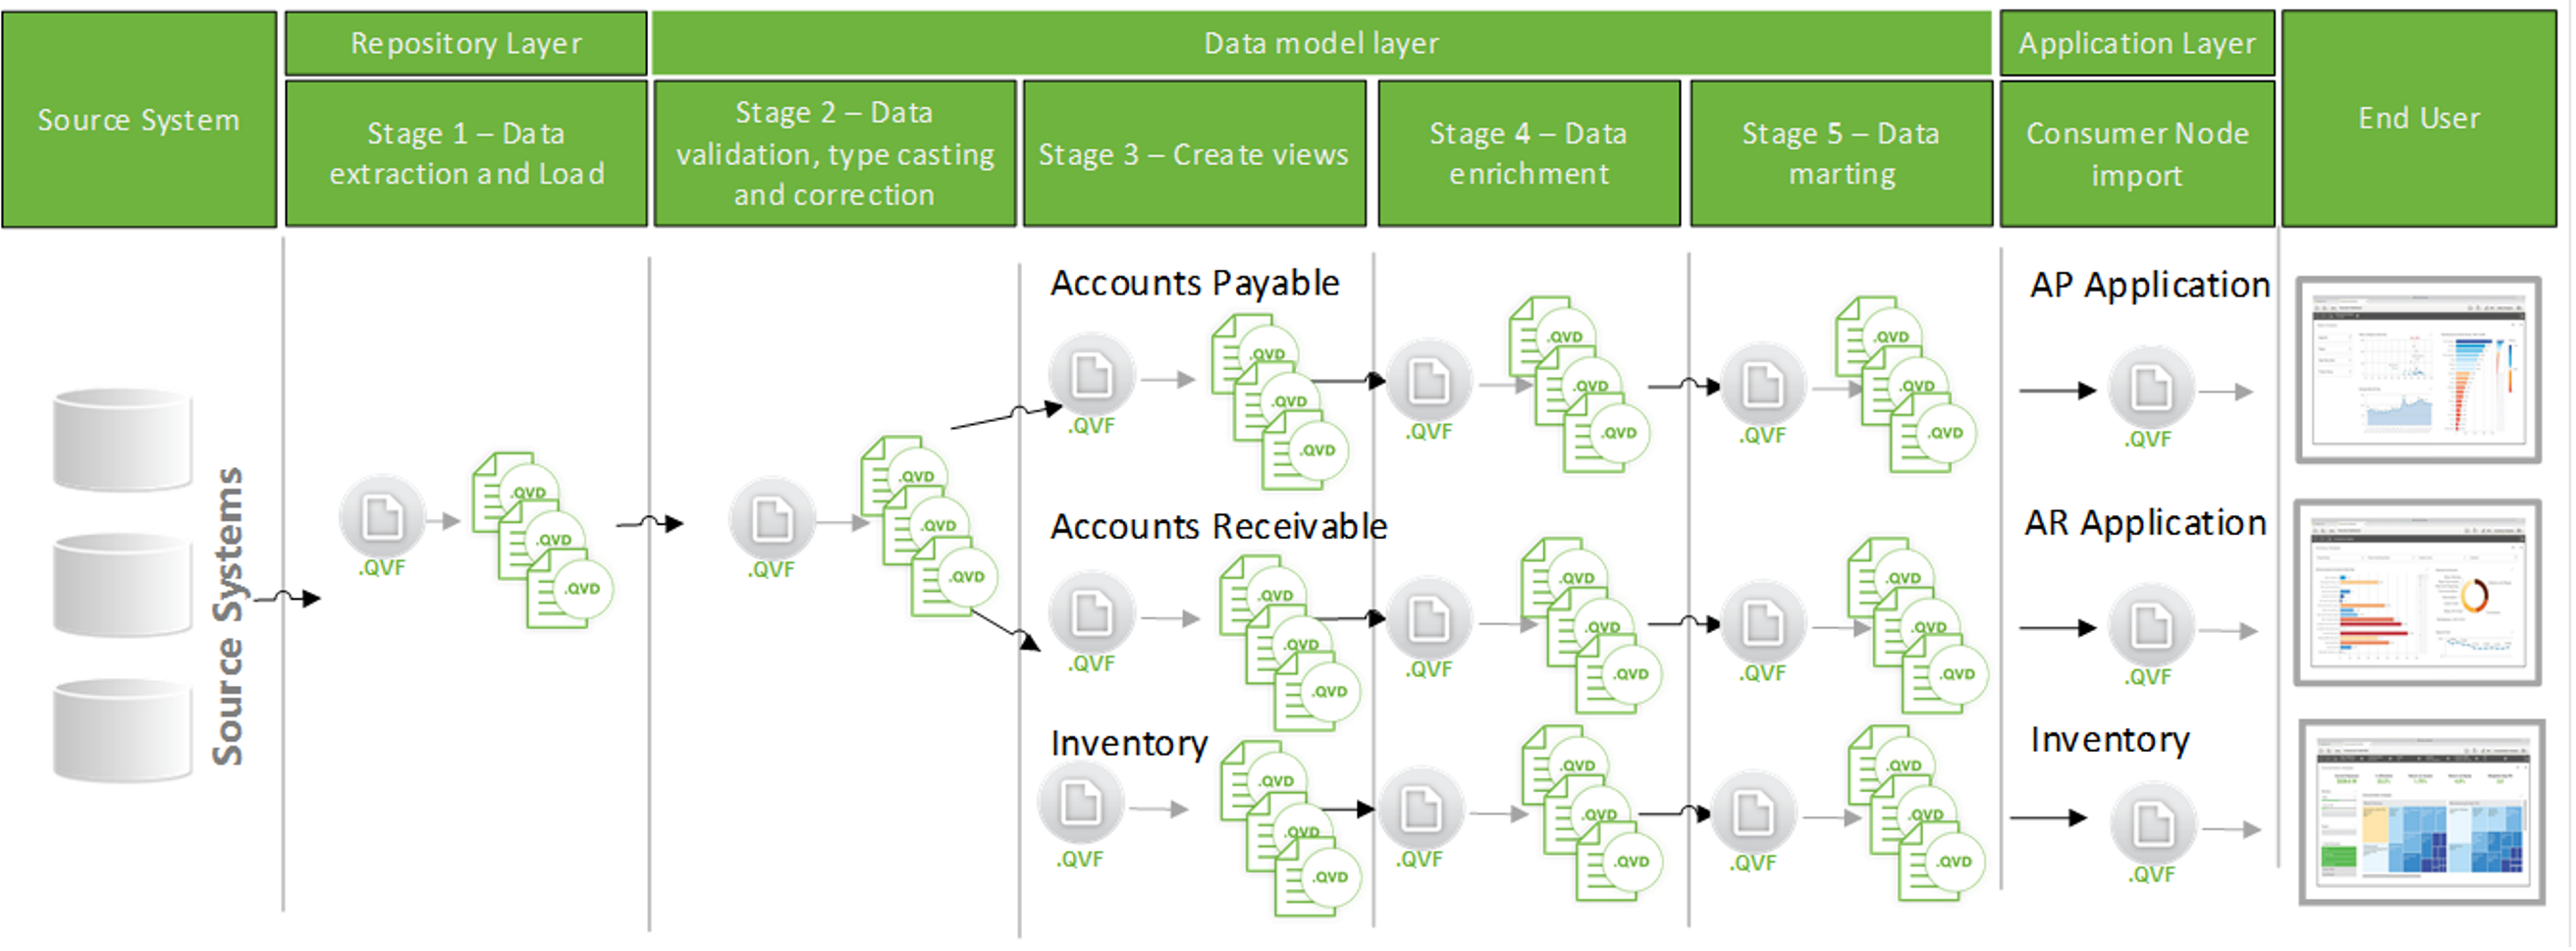 Source System
Repository Layer
Data model layer
Application Layer
End User
Stage 1 – Data
extraction and Load
Stage 2 – Data
validation, type casting
and correction
Stage 3 – Create views
Stage 4 – Data
enrichment
Stage 5 – Data
marting
Consumer Node
import
Source Systems
.QVF
.QVD
.QVD
.QVD
.QVF
.QVD
.QVD
.QVD
Accounts Payable
.QVF
.QVD
.QVD
.QVD
.QVF
.QVD
.QVD
.QVD
.QVF
.QVD
.QVD
.QVD
AP Application
.QVF
Accounts Receivable
.QVF
.QVD
.QVD
.QVD
.QVF
.QVD
.QVD
.QVD
.QVF
.QVD
.QVD
.QVD
AR Application
.QVF
Inventory
.QVF
.QVD
.QVD
.QVD
.QVF
.QVD
.QVD
.QVD
.QVF
.QVD
.QVD
.QVD
Inventory
.QVF